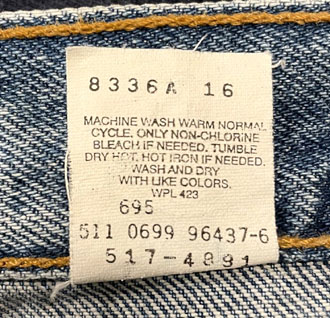 8336A 16
MACHINE WASH WARM NORMAL
CYCLE. ONLY NON-CHLORINE
BLEACH IF NEEDED. TUMBLE
DRY HOT. HOT IRON IF NEEDED.
WASH AND DRY
WITH LIKE COLORS.
WPL 423
695
511 0699 96437-6
517-4891